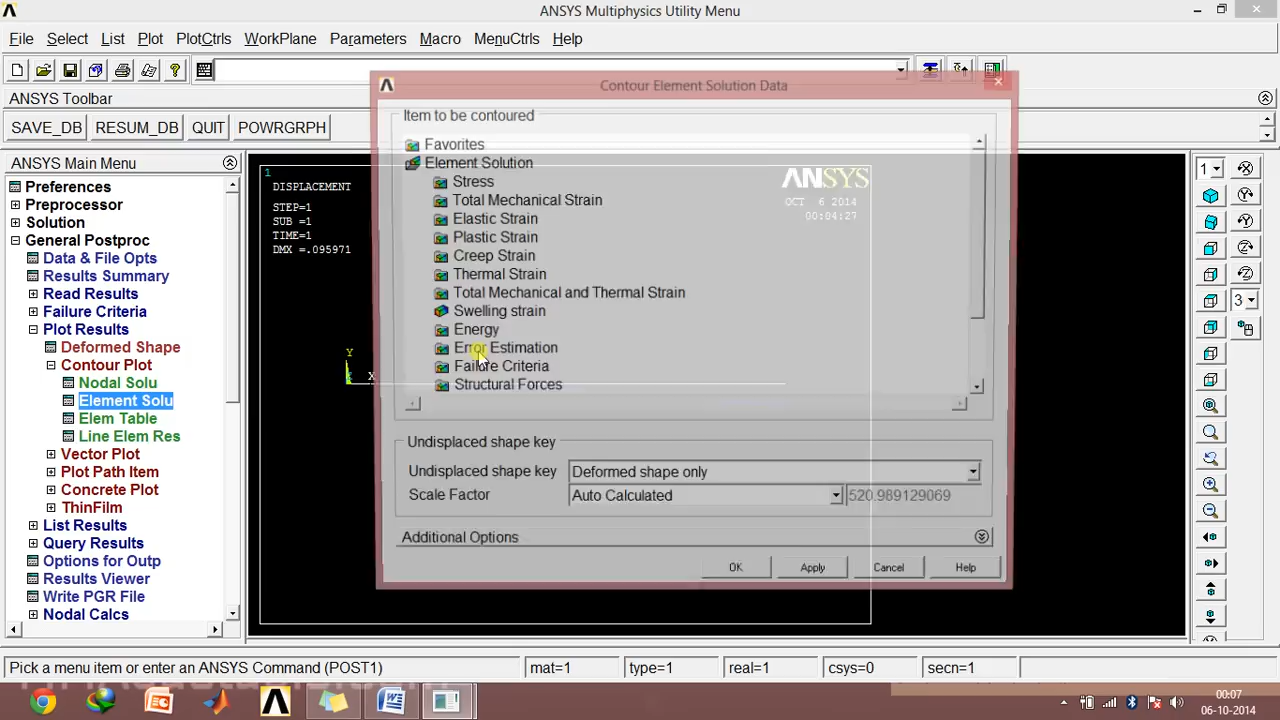 ANSYS Multiphysics Utility Menu
File Select List Plot PlotCtrls WorkPlane Parameters Macro MenuCtrls Help
ANSYS Toolbar
SAVE_DB RESUM_DB QUIT POWRGRPH
ANSYS Main Menu
Preferences
Preprocessor
Solution
General Postproc
Data & File Opts
Results Summary
Read Results
Failure Criteria
Plot Results
Deformed Shape
Contour Plot
Nodal Solu
Element Solu
Elem Table
Line Elem Res
Vector Plot
Plot Path Item
Concrete Plot
ThinFilm
List Results
Query Results
Options for Outp
Results Viewer
Write PGR File
Nodal Calcs
1
DISPLACEMENT
STEP=1
SUB =1
TIME=1
DMX =.095971
Y
X
ANSYS
OCT 6 2014
00:04:27
Contour Element Solution Data
Item to be contoured
Favorites
Element Solution
Stress
Total Mechanical Strain
Elastic Strain
Plastic Strain
Creep Strain
Thermal Strain
Total Mechanical and Thermal Strain
Swelling strain
Energy
Error Estimation
Failure Criteria
Structural Forces
Undisplaced shape key
Undisplaced shape key Deformed shape only
Scale Factor Auto Calculated 520.989129069
Additional Options
OK Apply Cancel Help
1
3
Pick a menu item or enter an ANSYS Command (POST1) mat=1 type=1 real=1 csys=0 secn=1
00:07
06-10-2014